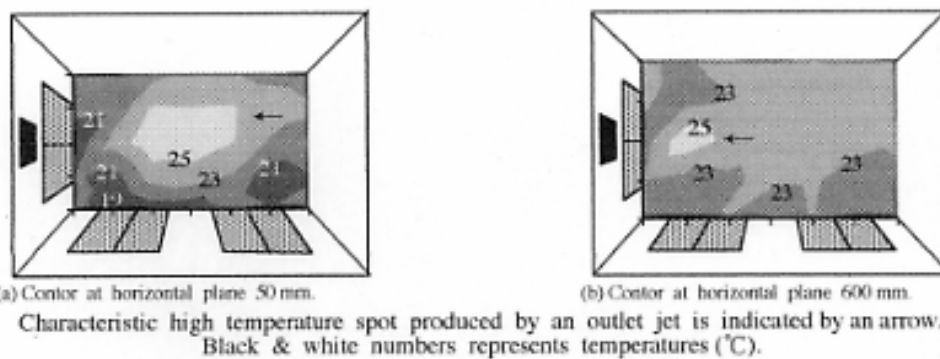 21
25
21
23
21
19
23
25
23
23
23
(a) Contor at horizontal plane 50 mm.
(b) Contor at horizontal plane 600 mm.
Characteristic high temperature spot produced by an outlet jet is indicated by an arrow.
Black & white numbers represents temperatures (℃).